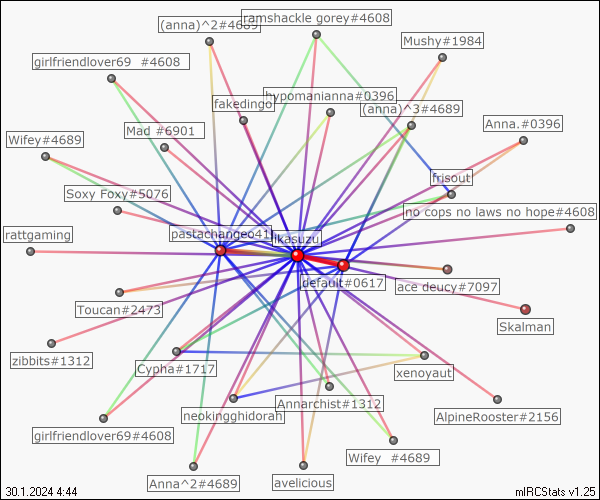 (anna)^2#4689
ramshackle gorey#4608
Mushy#1984
girlfriendlover69 #4608
hypomanianna#0396
fakedingo
(anna)^3#4689
Anna.#0396
Mad #6901
Wifey#4689
frisout
Soxy Foxy#5076
no cops no laws no hope#4608
rattgaming
pastachangeo41
ikasuzu
default#0617
ace deucy#7097
Toucan#2473
Skalman
zibbits#1312
Cypha#1717
xenoyaut
neokingghidorah
Annarchist#1312
AlpineRooster#2156
girlfriendlover69#4608
Wifey #4689
Anna^2#4689
avelicious
30.1.2024 4:44
mIRCStats v1.25